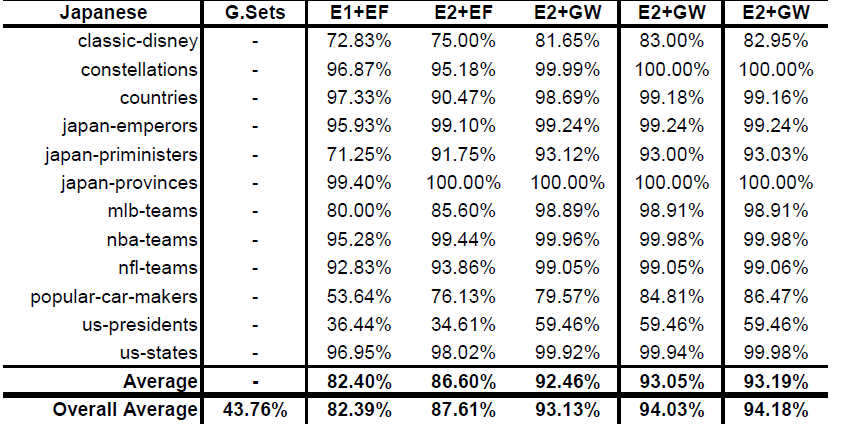 Japanese G.Sets E1+EF E2+EF E2+GW E2+GW E2+GW
classic-disney - 72.83% 75.00% 81.65% 83.00% 82.95%
constellations - 96.87% 95.18% 99.99% 100.00% 100.00%
countries - 97.33% 90.47% 98.69% 99.18% 99.16%
japan-emperors - 95.93% 99.10% 99.24% 99.24% 99.24%
japan-priministers - 71.25% 91.75% 93.12% 93.00% 93.03%
japan-provinces - 99.40% 100.00% 100.00% 100.00% 100.00%
mlb-teams - 80.00% 85.60% 98.89% 98.91% 98.91%
nba-teams - 95.28% 99.44% 99.96% 99.98% 99.98%
nfl-teams - 92.83% 93.86% 99.05% 99.05% 99.06%
popular-car-makers - 53.64% 76.13% 79.57% 84.81% 86.47%
us-presidents - 36.44% 34.61% 59.46% 59.46% 59.46%
us-states - 96.95% 98.02% 99.92% 99.94% 99.98%
Average - 82.40% 86.60% 92.46% 93.05% 93.19%
Overall Average 43.76% 82.39% 87.61% 93.13% 94.03% 94.18%